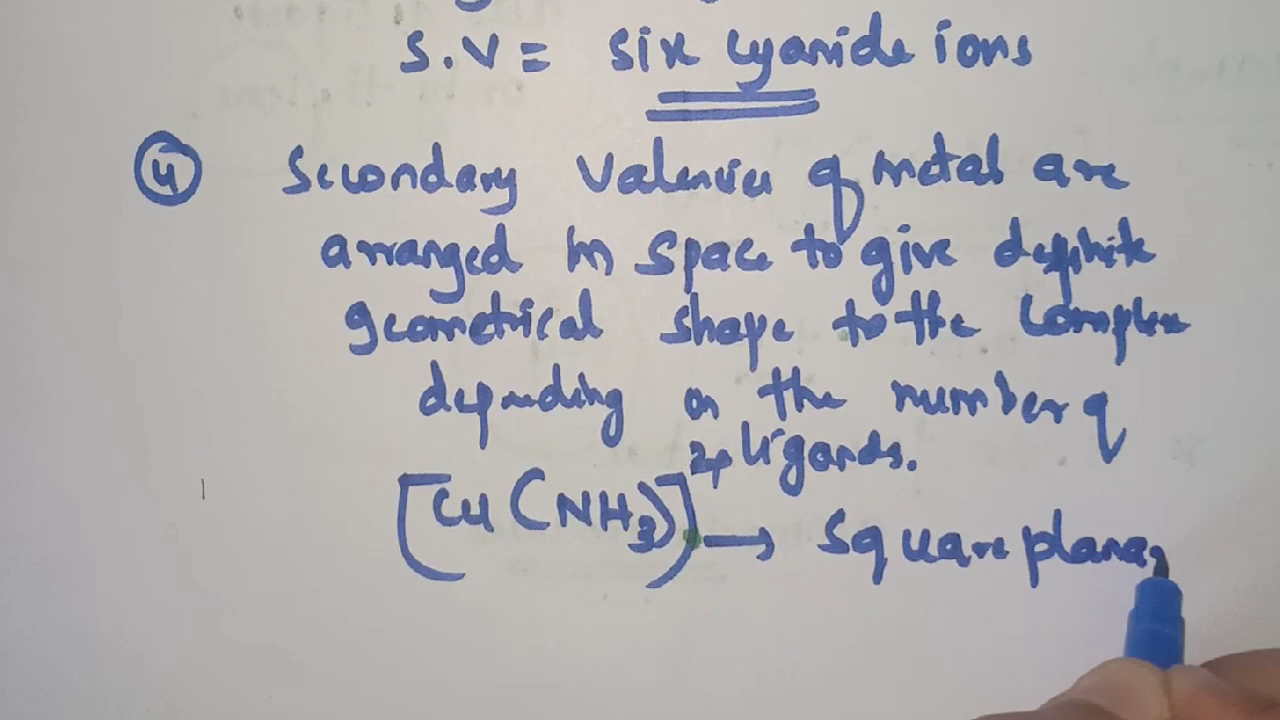 S.V = six cyanide ions
④ Secondary Valencies of metal are
arranged in space to give definite
geometrical shape to the complex
depending on the number of
ligands.
[Cu(NH3)]2+ → Square planar